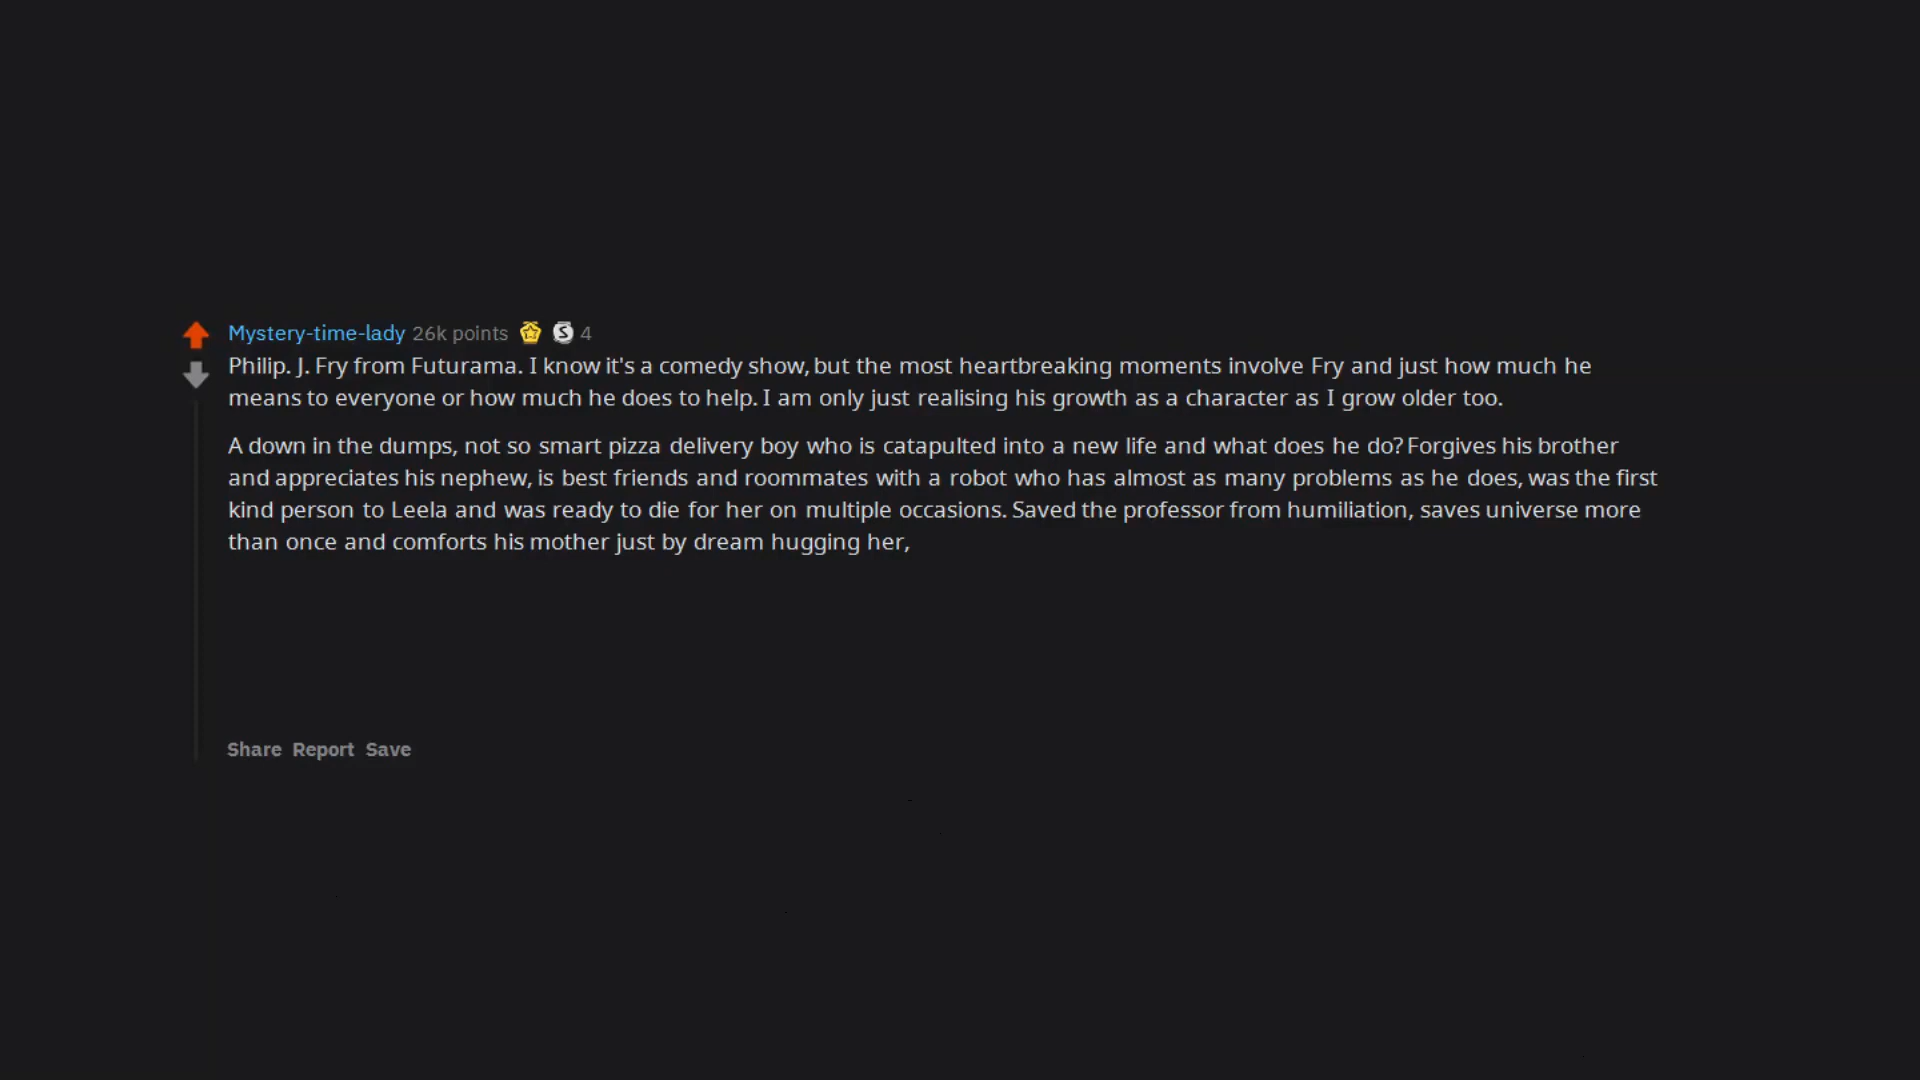 Mystery-time-lady 26k points 4
Philip. J. Fry from Futurama. I know it's a comedy show, but the most heartbreaking moments involve Fry and just how much he
means to everyone or how much he does to help. I am only just realising his growth as a character as I grow older too.
A down in the dumps, not so smart pizza delivery boy who is catapulted into a new life and what does he do? Forgives his brother
and appreciates his nephew, is best friends and roommates with a robot who has almost as many problems as he does, was the first
kind person to Leela and was ready to die for her on multiple occasions. Saved the professor from humiliation, saves universe more
than once and comforts his mother just by dream hugging her,
Share Report Save